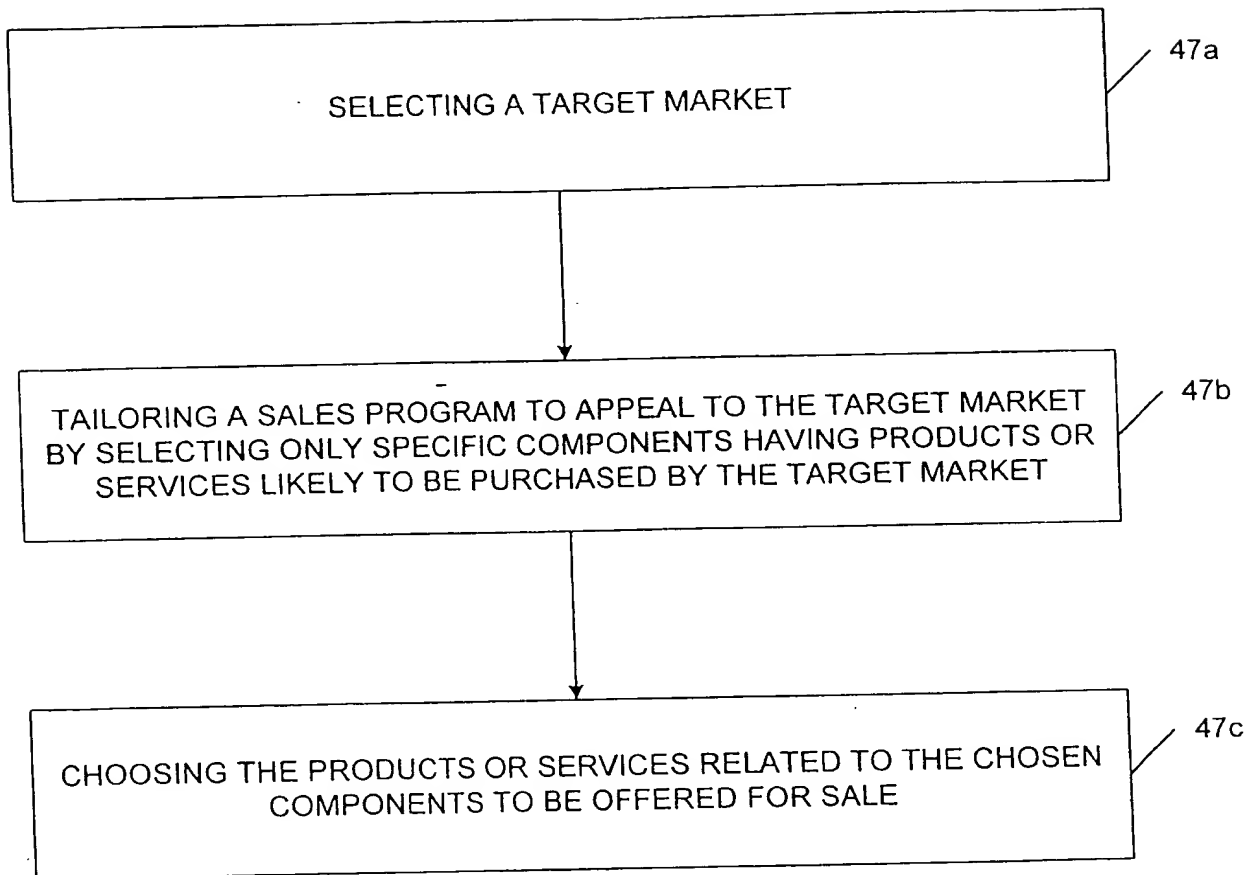 47a
SELECTING A TARGET MARKET
47b
TAILORING A SALES PROGRAM TO APPEAL TO THE TARGET MARKET
BY SELECTING ONLY SPECIFIC COMPONENTS HAVING PRODUCTS OR
SERVICES LIKELY TO BE PURCHASED BY THE TARGET MARKET
47c
CHOOSING THE PRODUCTS OR SERVICES RELATED TO THE CHOSEN
COMPONENTS TO BE OFFERED FOR SALE